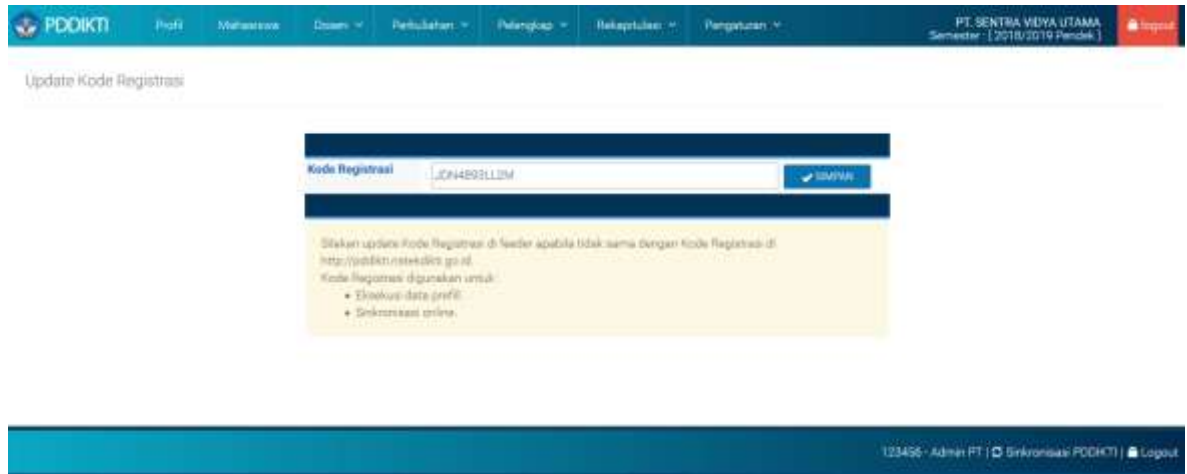 PDDIKTI Profil Mahasiswa Dosen Perkuliahan Pelengkap Rekapitulasi Pengaturan PT. SENTRA VIDYA UTAMA logout
Semester : [ 2018/2019 Pendek ]
Update Kode Registrasi
Kode Registrasi SIMPAN
Silakan update Kode Registrasi di feeder apabila tidak sama dengan Kode Registrasi di
http://pddikti.ristekdikti.go.id.
Kode Registrasi digunakan untuk
• Eksekusi data prefill.
• Sinkronisasi online.
123456 - Admin PT | Sinkronisasi PDDIKTI | Logout